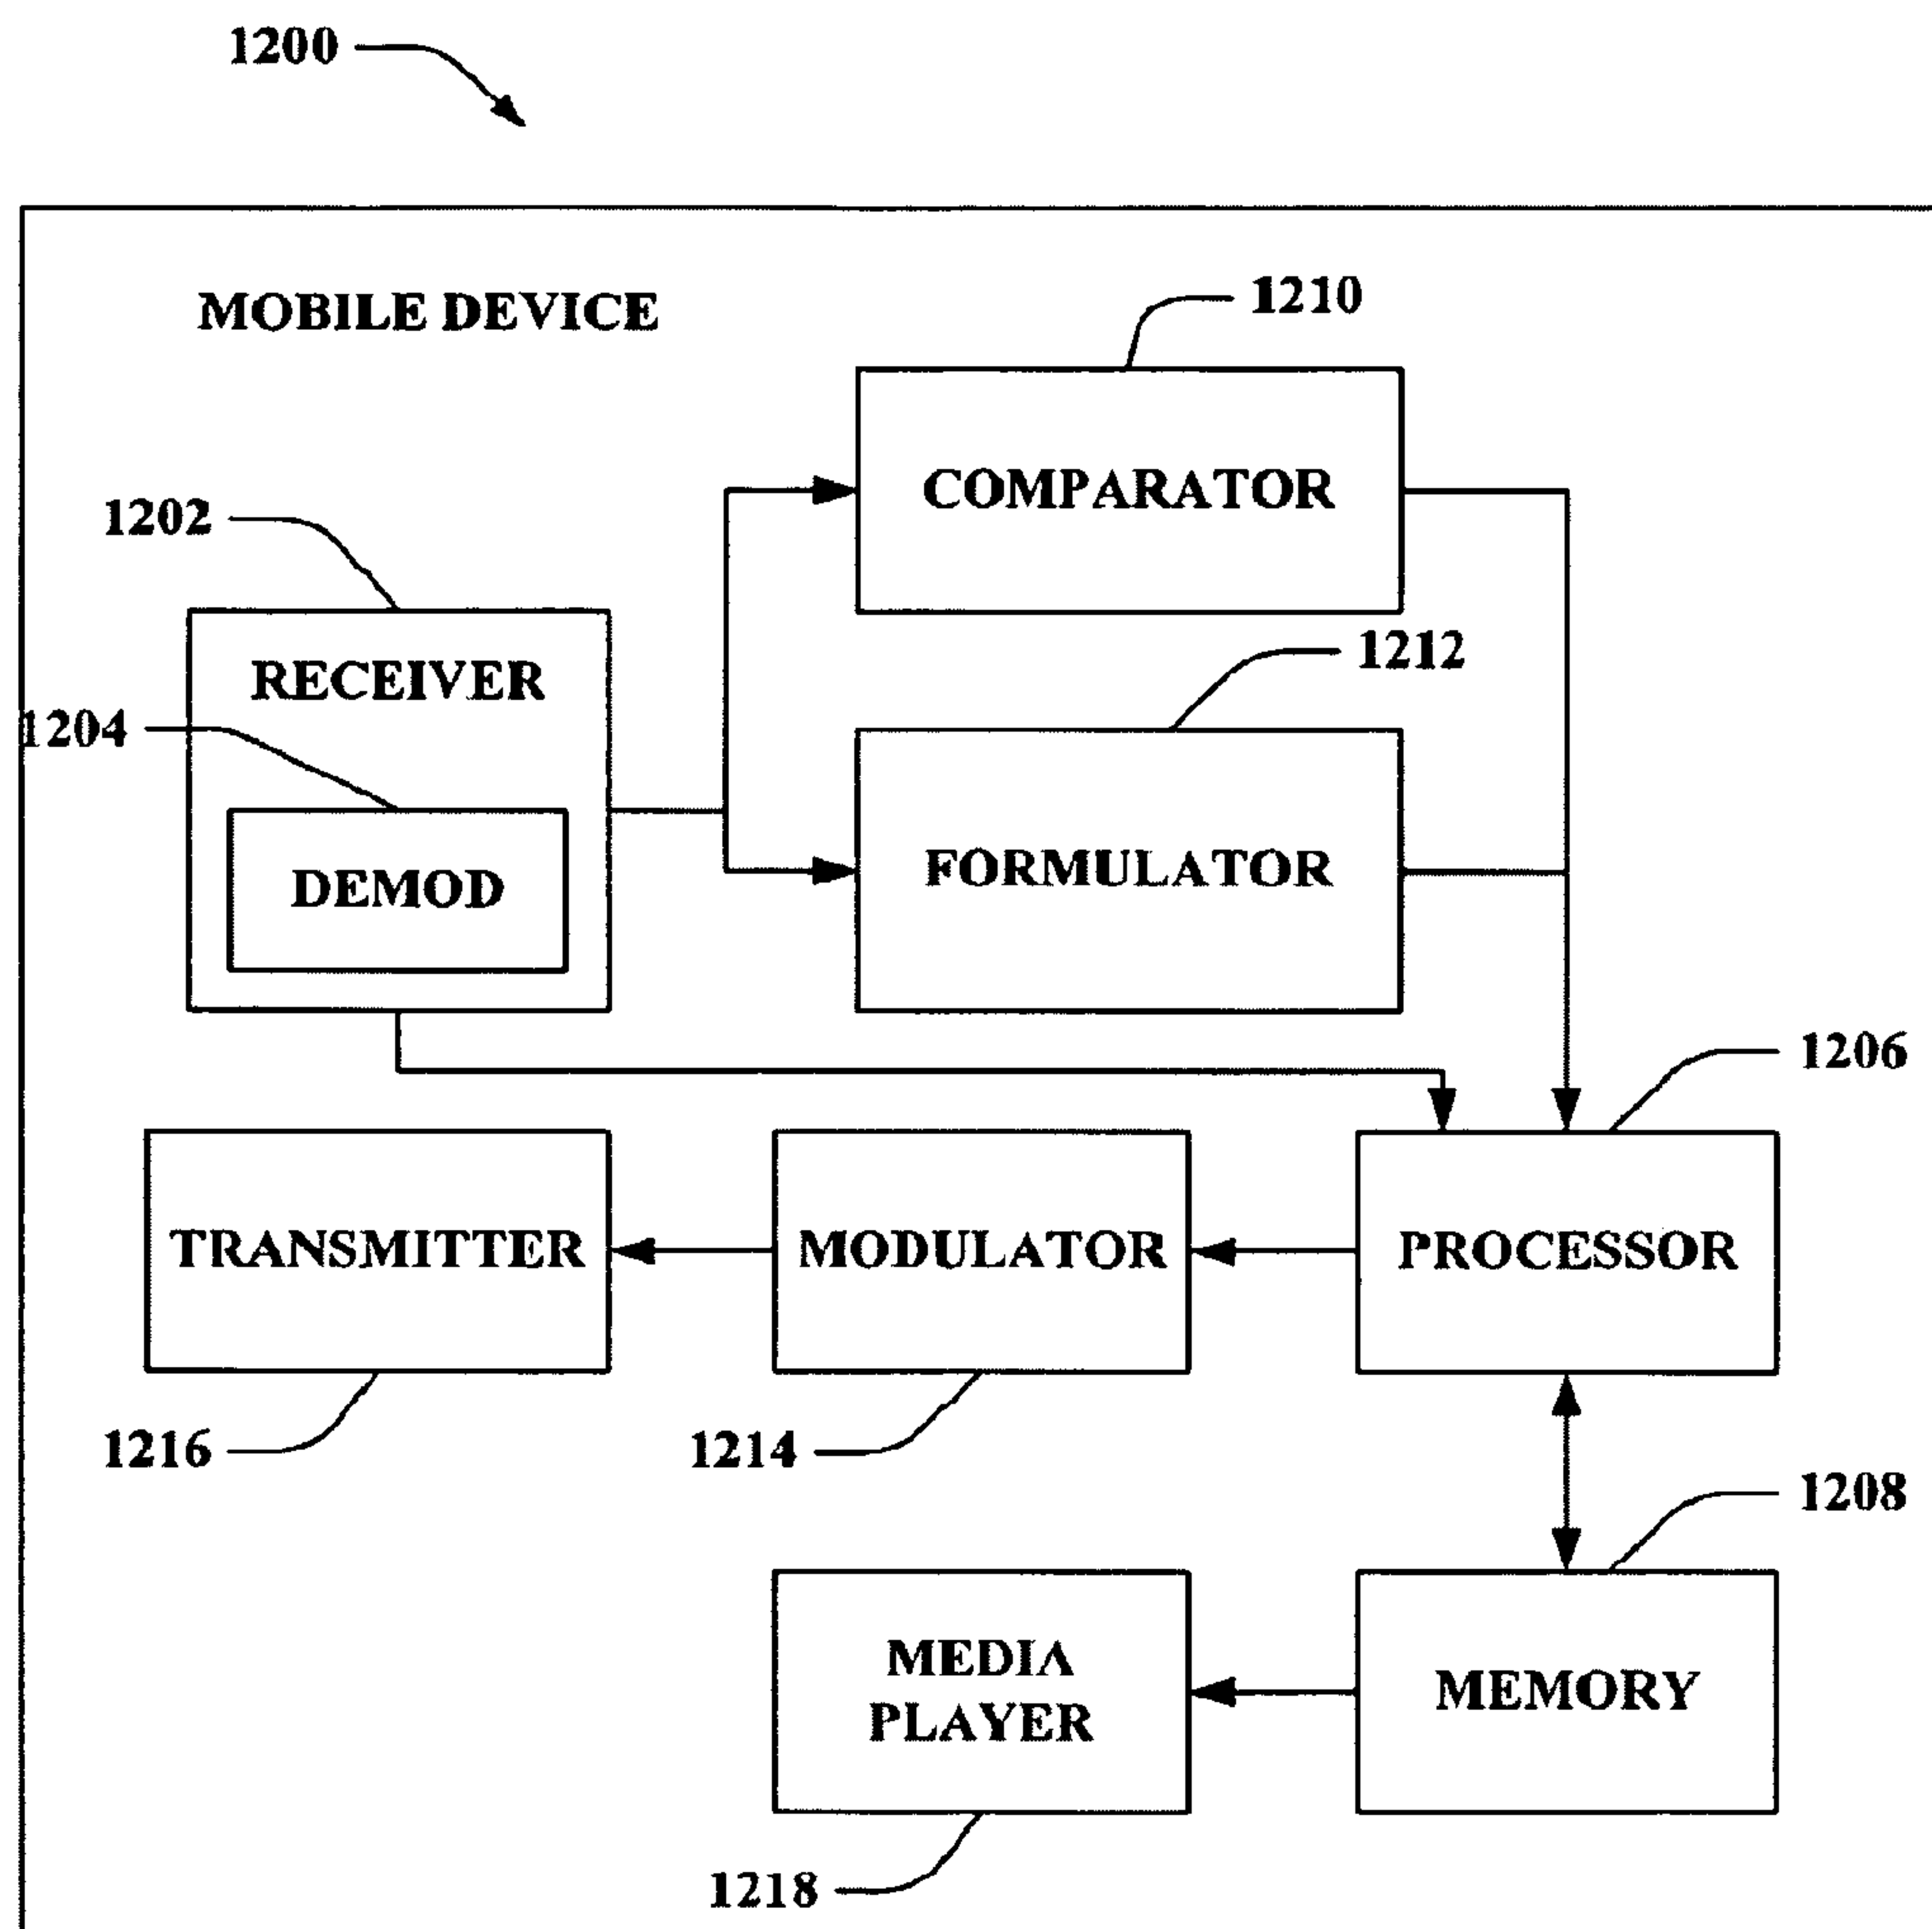 1200
MOBILE DEVICE
1210
COMPARATOR
1202
1212
RECEIVER
1204
FORMULATOR
DEMOD
1206
TRANSMITTER
MODULATOR
PROCESSOR
1216
1214
1208
MEDIA
PLAYER
MEMORY
1218